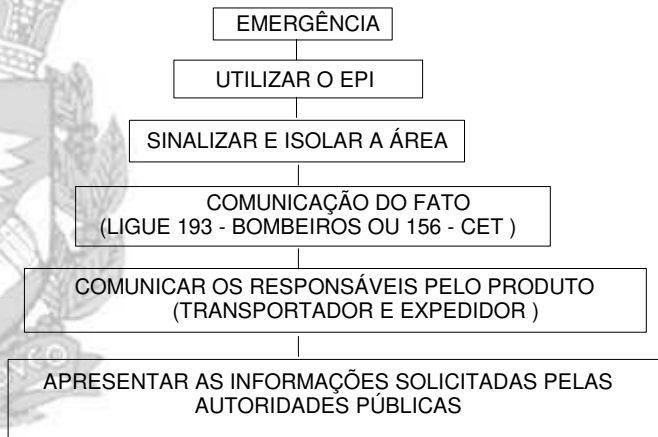 EMERGÊNCIA
UTILIZAR O EPI
SINALIZAR E ISOLAR A ÁREA
COMUNICAÇÃO DO FATO
(LIGUE 193 - BOMBEIROS OU 156 - CET )
COMUNICAR OS RESPONSÁVEIS PELO PRODUTO
(TRANSPORTADOR E EXPEDIDOR )
APRESENTAR AS INFORMAÇÕES SOLICITADAS PELAS
AUTORIDADES PÚBLICAS